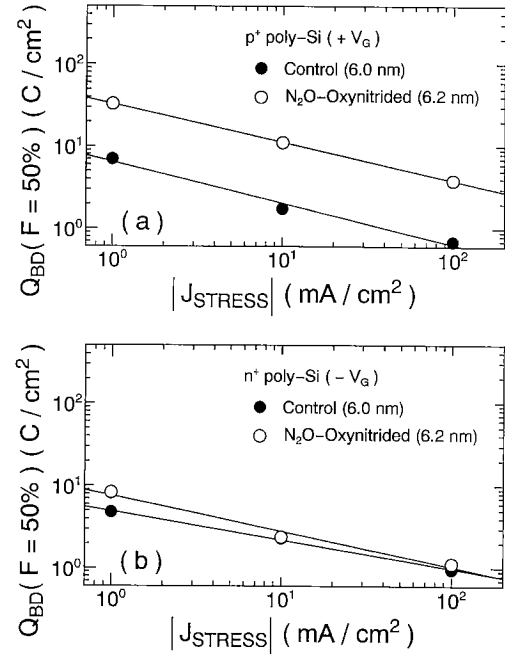 p⁺ poly-Si ( + V_G )
● Control (6.0 nm)
○ N₂O-Oxynitrided (6.2 nm)
10²
10¹
10⁰
Q_BD ( F = 50% ) ( C / cm² )
( a )
10⁰ 10¹ 10²
|J_STRESS| ( mA / cm² )
n⁺ poly-Si ( − V_G )
● Control (6.0 nm)
○ N₂O-Oxynitrided (6.2 nm)
10²
10¹
10⁰
Q_BD ( F = 50% ) ( C / cm² )
( b )
10⁰ 10¹ 10²
|J_STRESS| ( mA / cm² )